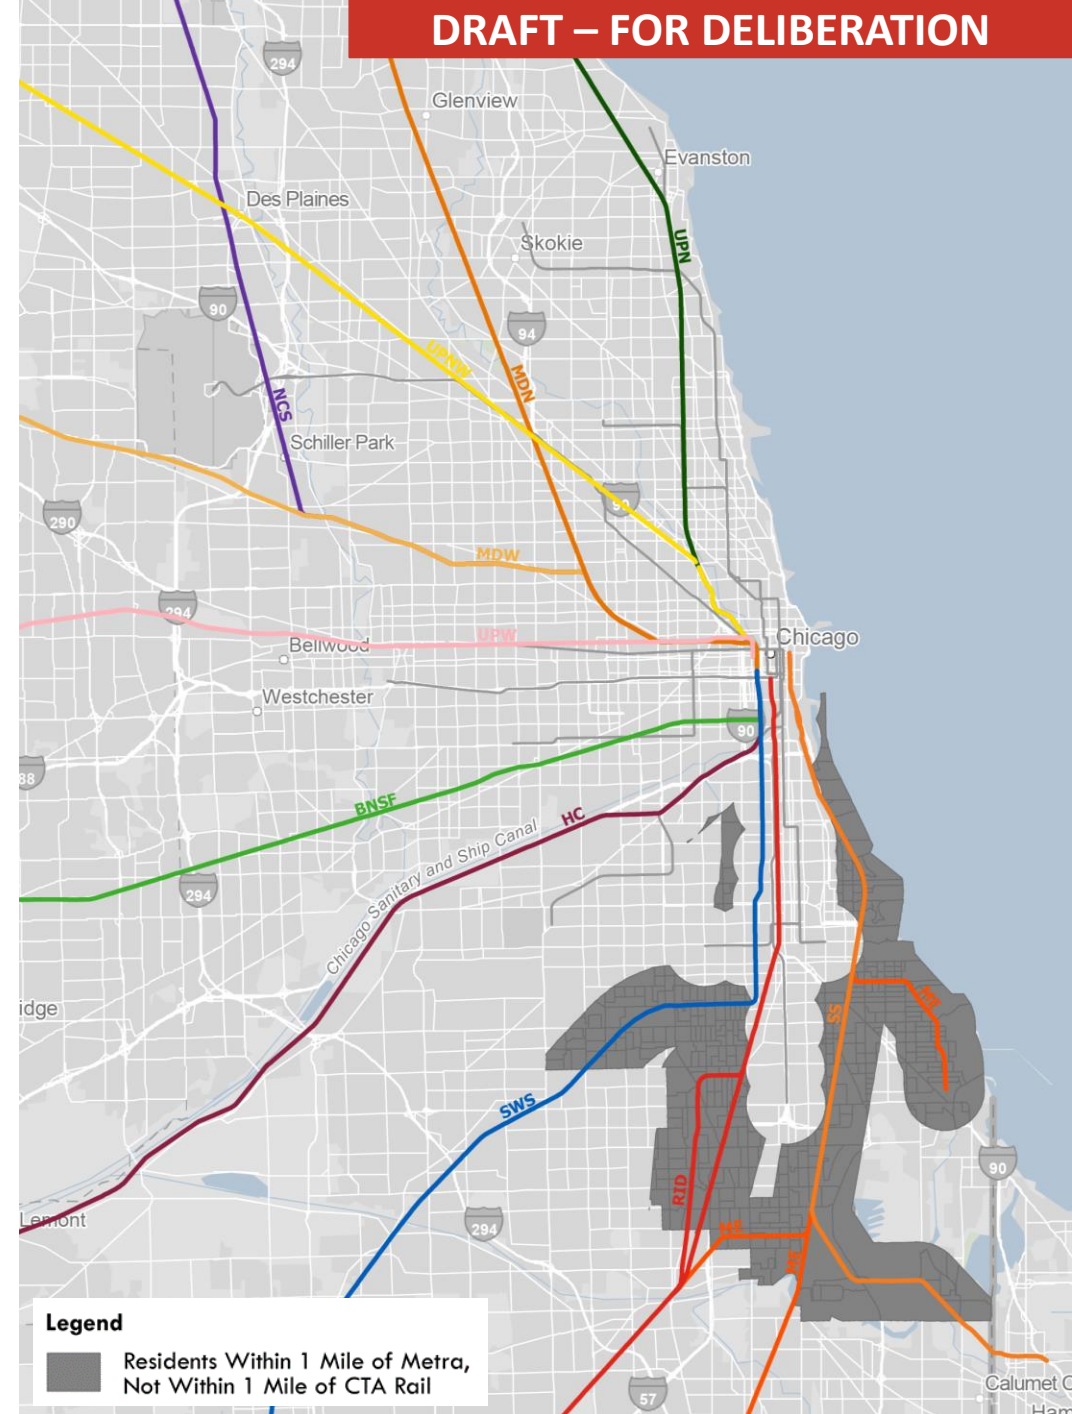 DRAFT – FOR DELIBERATION
294
Glenview
Evanston
Des Plaines
UPN
Skokie
90
94
UPNW
MDN
NCS
Schiller Park
90
290
MDW
294
UPW
Chicago
Bellwood
Westchester
90
88
BNSF
HC
Chicago Sanitary and Ship Canal
294
ME
idge
SS
SWS
90
RID
Lemont
294
ME
ME
Legend
Residents Within 1 Mile of Metra,
Not Within 1 Mile of CTA Rail
57
Calumet C
Ham